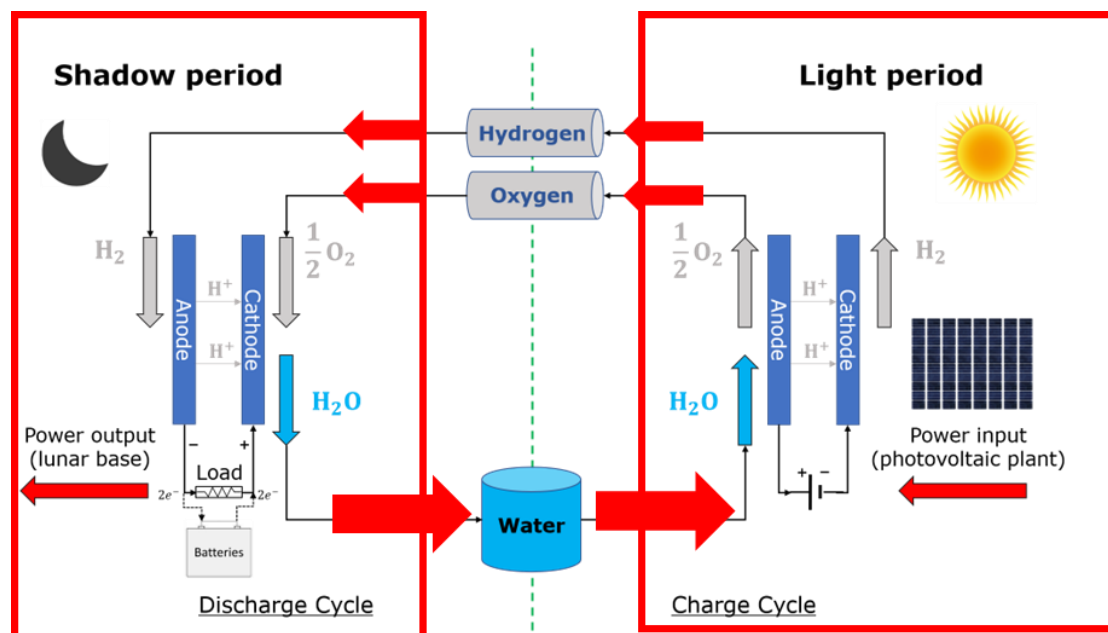 Shadow period
Light period
Hydrogen
Oxygen
H₂
Anode
H⁺
H⁺
Cathode
1/2 O₂
H₂O
1/2 O₂
Anode
H⁺
H⁺
Cathode
H₂
H₂O
Power output
(lunar base)
−
+
Load
2e⁻
2e⁻
Batteries
Water
+
−
Power input
(photovoltaic plant)
Discharge Cycle
Charge Cycle